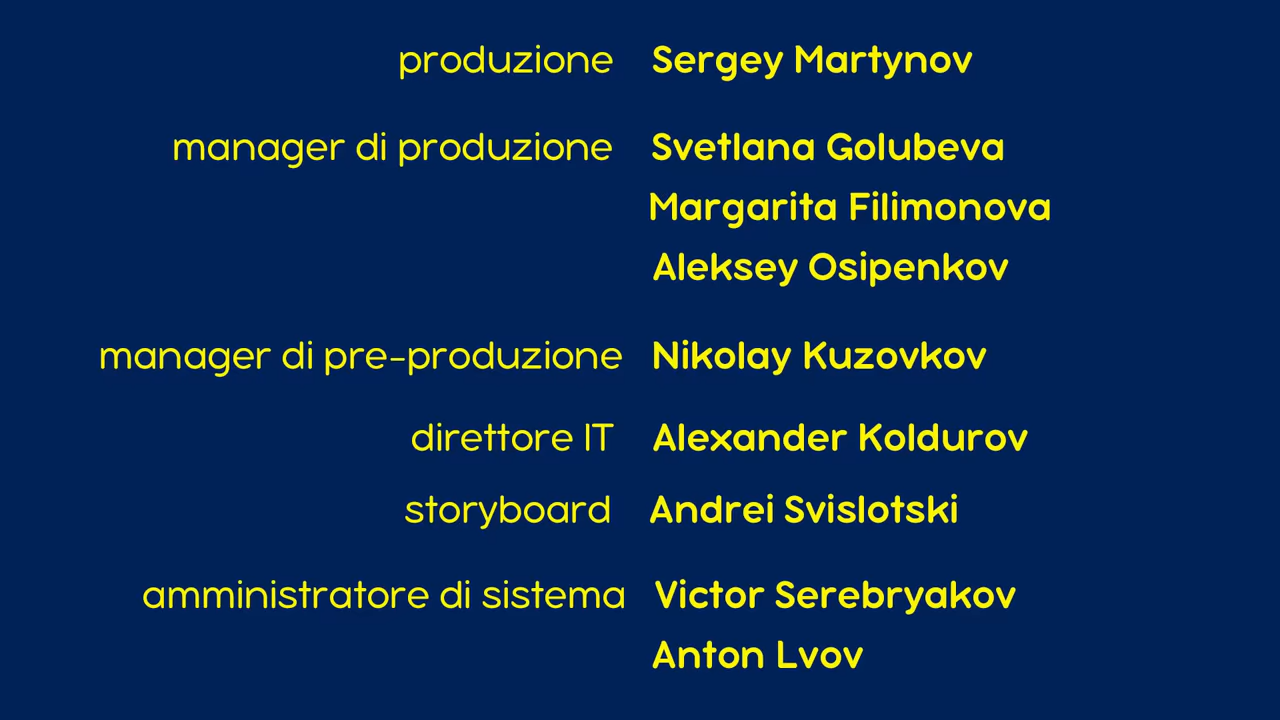 produzione Sergey Martynov
manager di produzione Svetlana Golubeva
Margarita Filimonova
Aleksey Osipenkov
manager di pre-produzione Nikolay Kuzovkov
direttore IT Alexander Koldurov
storyboard Andrei Svislotski
amministratore di sistema Victor Serebryakov
Anton Lvov